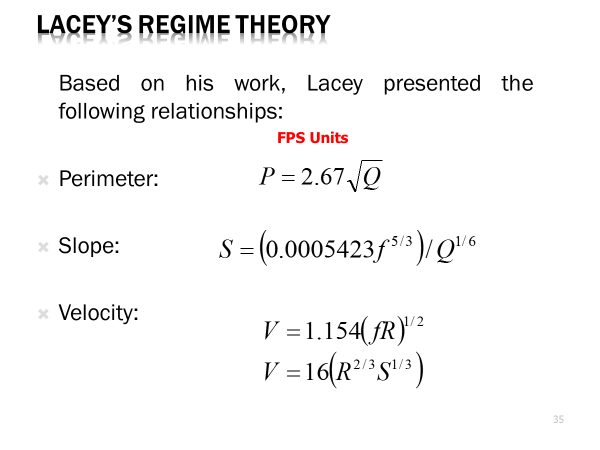 LACEY'S REGIME THEORY
Based on his work, Lacey presented the
following relationships:
FPS Units
Perimeter: P = 2.67√Q
Slope: S = (0.0005423f^5/3)/Q^1/6
Velocity:
V = 1.154(fR)^1/2
V = 16(R^2/3 S^1/3)
35